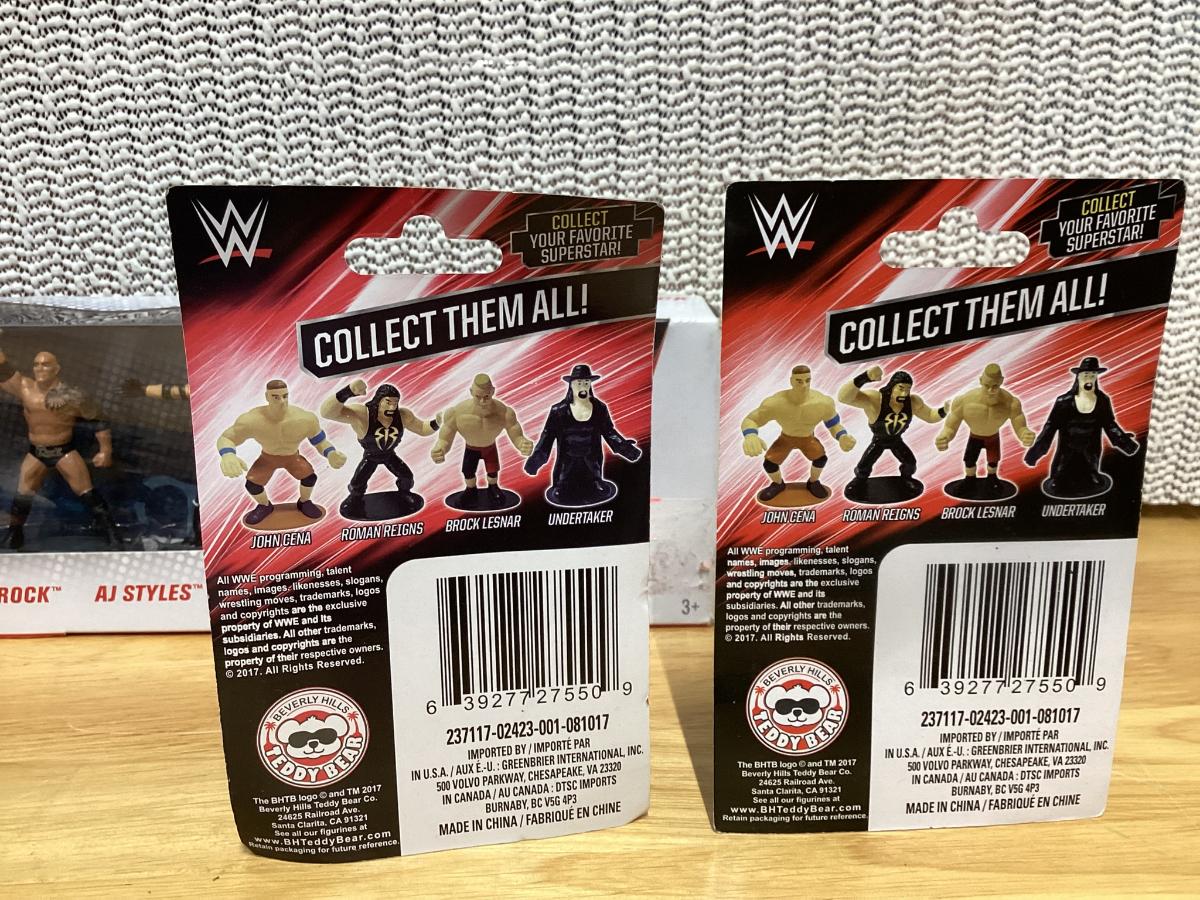 W
COLLECT
YOUR FAVORITE
SUPERSTAR!
COLLECT THEM ALL!
JOHN CENA
ROMAN REIGNS
BROCK LESNAR
UNDERTAKER
All WWE programming, talent
names, images, likenesses, slogans,
wrestling moves, trademarks, logos
and copyrights are the exclusive
property of WWE and its
subsidiaries. All other trademarks,
logos and copyrights are the
property of their respective owners.
© 2017. All Rights Reserved.
BEVERLY HILLS
TEDDY BEAR
The BHTB logo © and TM 2017
Beverly Hills Teddy Bear Co.
24625 Railroad Ave.
Santa Clarita, CA 91321
See all our figurines at
www.BHTeddyBear.com
Retain packaging for future reference.
6 39277 27550 9
237117-02423-001-081017
IMPORTED BY / IMPORTÉ PAR
IN U.S.A. / AUX É.-U. : GREENBRIER INTERNATIONAL, INC.
500 VOLVO PARKWAY, CHESAPEAKE, VA 23320
IN CANADA / AU CANADA : DTSC IMPORTS
BURNABY, BC V5G 4P3
MADE IN CHINA / FABRIQUÉ EN CHINE
W
COLLECT
YOUR FAVORITE
SUPERSTAR!
COLLECT THEM ALL!
JOHN CENA
ROMAN REIGNS
BROCK LESNAR
UNDERTAKER
All WWE programming, talent
names, images, likenesses, slogans,
wrestling moves, trademarks, logos
and copyrights are the exclusive
property of WWE and its
subsidiaries. All other trademarks,
logos and copyrights are the
property of their respective owners.
© 2017. All Rights Reserved.
BEVERLY HILLS
TEDDY BEAR
The BHTB logo © and TM 2017
Beverly Hills Teddy Bear Co.
24625 Railroad Ave.
Santa Clarita, CA 91321
See all our figurines at
www.BHTeddyBear.com
Retain packaging for future reference.
6 39277 27550 9
237117-02423-001-081017
IMPORTED BY / IMPORTÉ PAR
IN U.S.A. / AUX É.-U. : GREENBRIER INTERNATIONAL, INC.
500 VOLVO PARKWAY, CHESAPEAKE, VA 23320
IN CANADA / AU CANADA : DTSC IMPORTS
BURNABY, BC V5G 4P3
MADE IN CHINA / FABRIQUÉ EN CHINE
ROCK™ AJ STYLES™
3+